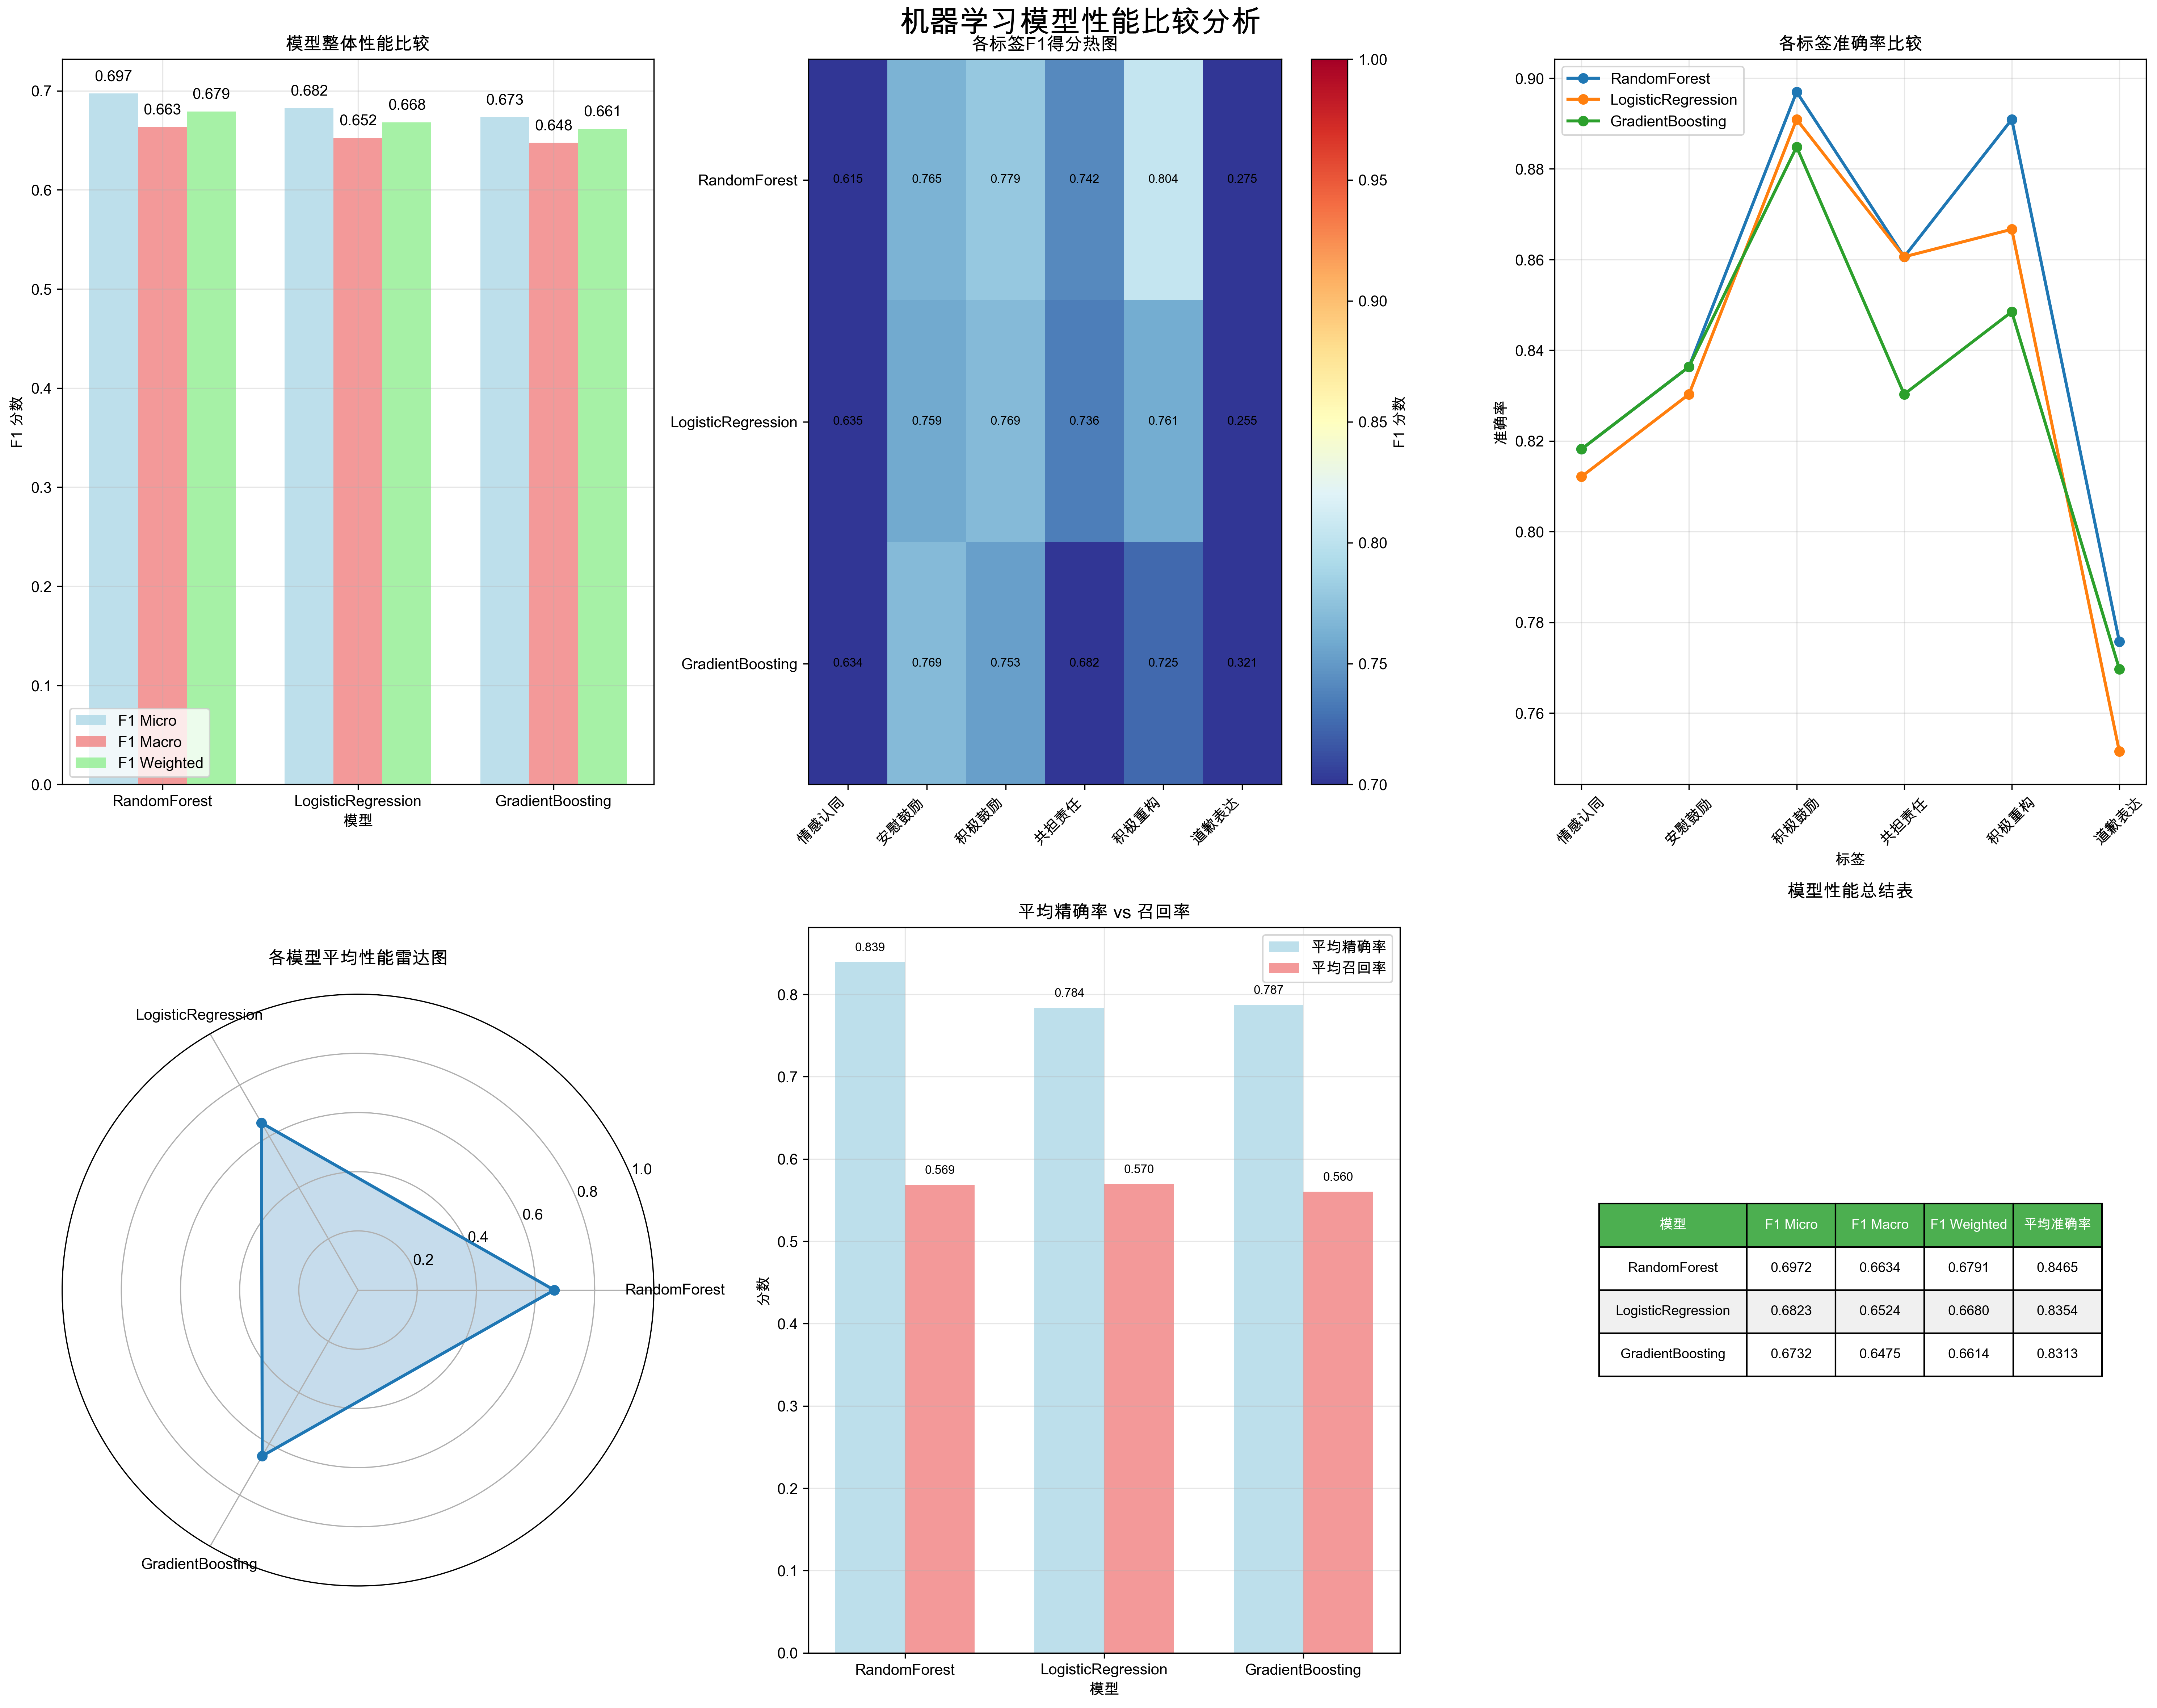 机器学习模型性能比较分析
模型整体性能比较
F1 分数
0.7
0.6
0.5
0.4
0.3
0.2
0.1
0.0
0.697
0.663
0.679
0.682
0.652
0.668
0.673
0.648
0.661
F1 Micro
F1 Macro
F1 Weighted
RandomForest
LogisticRegression
GradientBoosting
模型
各标签F1得分热图
RandomForest
0.615 0.765 0.779 0.742 0.804 0.275
LogisticRegression
0.635 0.759 0.769 0.736 0.761 0.255
GradientBoosting
0.634 0.769 0.753 0.682 0.725 0.321
情感认同
安慰鼓励
积极鼓励
共担责任
积极重构
道歉表达
1.00
0.95
0.90
0.85
0.80
0.75
0.70
F1 分数
各标签准确率比较
RandomForest
LogisticRegression
GradientBoosting
准确率
0.90
0.88
0.86
0.84
0.82
0.80
0.78
0.76
情感认同
安慰鼓励
积极鼓励
共担责任
积极重构
道歉表达
标签
各模型平均性能雷达图
LogisticRegression
RandomForest
GradientBoosting
1.0
0.8
0.6
0.4
0.2
平均精确率 vs 召回率
平均精确率
平均召回率
分数
0.8
0.7
0.6
0.5
0.4
0.3
0.2
0.1
0.0
0.839
0.569
0.784
0.570
0.787
0.560
RandomForest
LogisticRegression
GradientBoosting
模型
模型性能总结表
模型 F1 Micro F1 Macro F1 Weighted 平均准确率
RandomForest 0.6972 0.6634 0.6791 0.8465
LogisticRegression 0.6823 0.6524 0.6680 0.8354
GradientBoosting 0.6732 0.6475 0.6614 0.8313